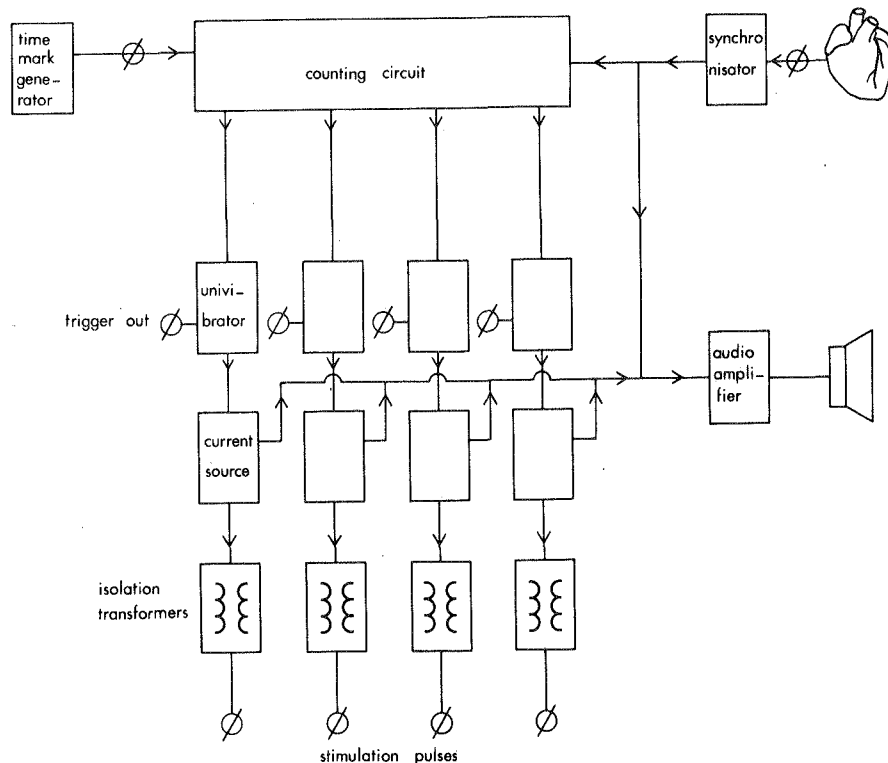 time
mark
gene-
rator
counting circuit
synchro
nisator
trigger out
univi-
brator
audio
ampli-
fier
current
source
isolation
transformers
stimulation pulses